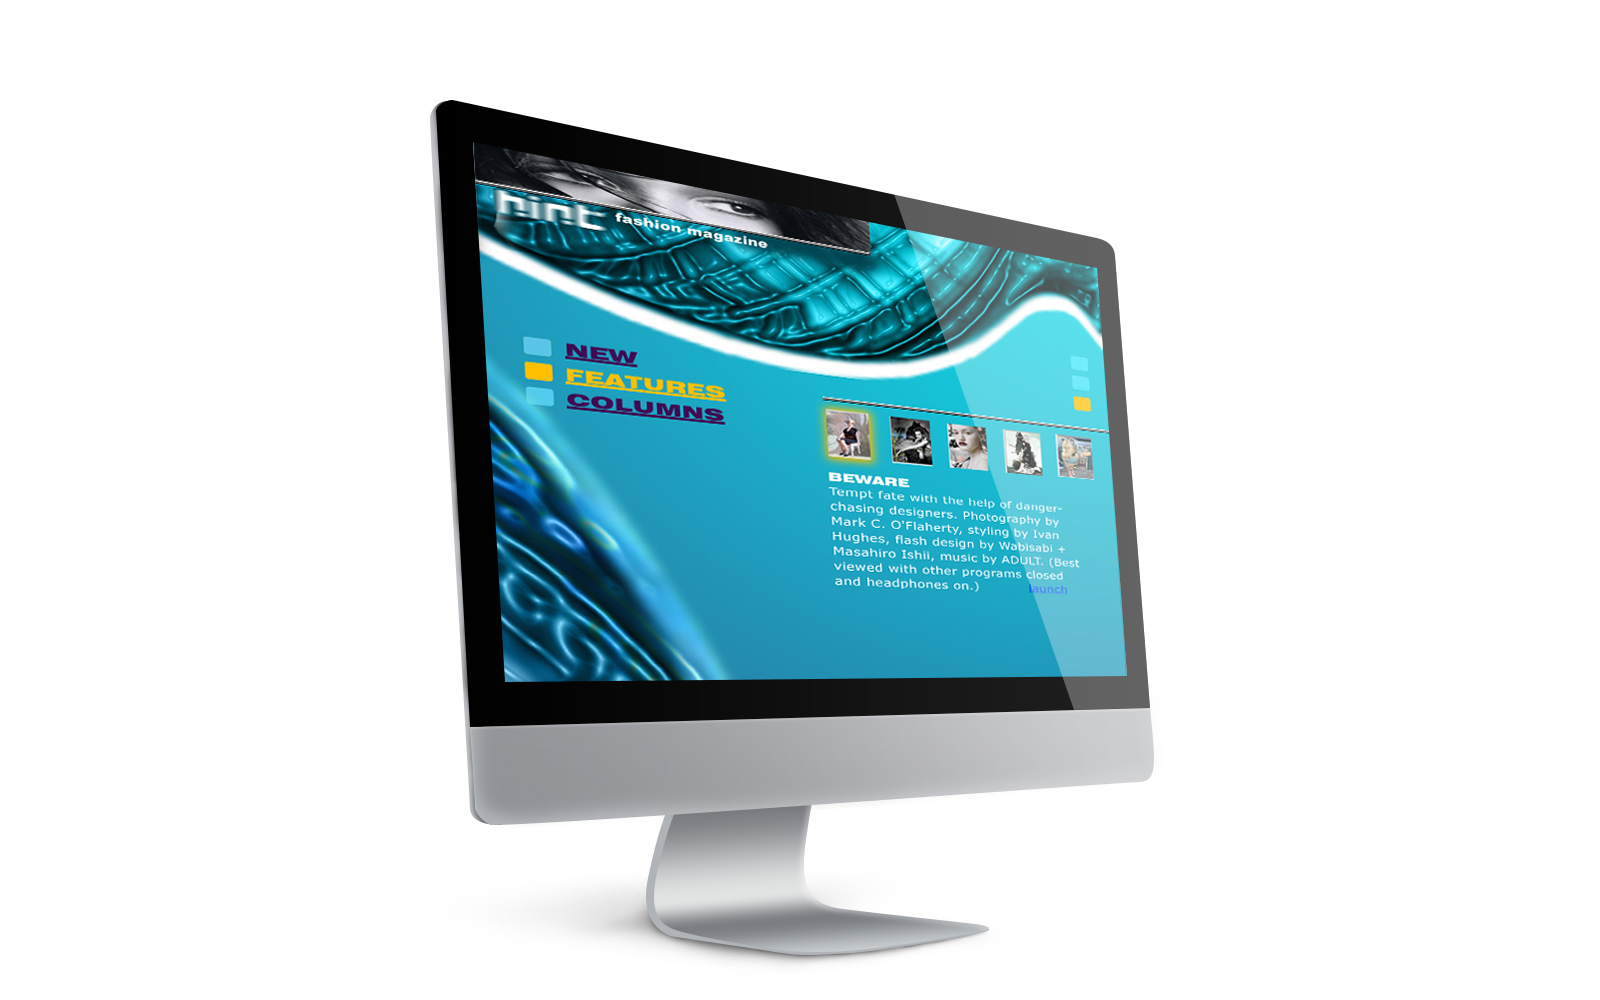 hint fashion magazine
NEW
FEATURES
COLUMNS
BEWARE
Tempt fate with the help of danger-
chasing designers. Photography by
Mark C. O'Flaherty, styling by Ivan
Hughes, flash design by Wabisabi +
Masahiro Ishii, music by ADULT. (Best
viewed with other programs closed
and headphones on.) launch